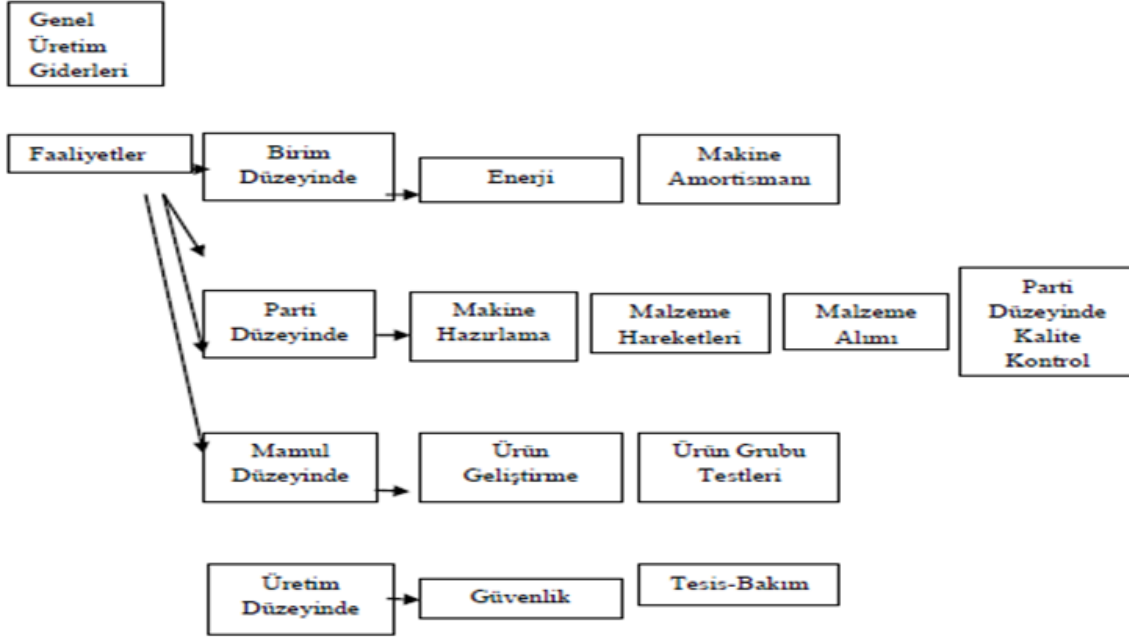 Genel
Üretim
Giderleri
Faaliyetler
Birim
Düzeyinde
Enerji
Makine
Amortismanı
Parti
Düzeyinde
Makine
Hazırlama
Malzeme
Hareketleri
Malzeme
Alımı
Parti
Düzeyinde
Kalite
Kontrol
Mamul
Düzeyinde
Ürün
Geliştirme
Ürün Grubu
Testleri
Üretim
Düzeyinde
Güvenlik
Tesis-Bakım